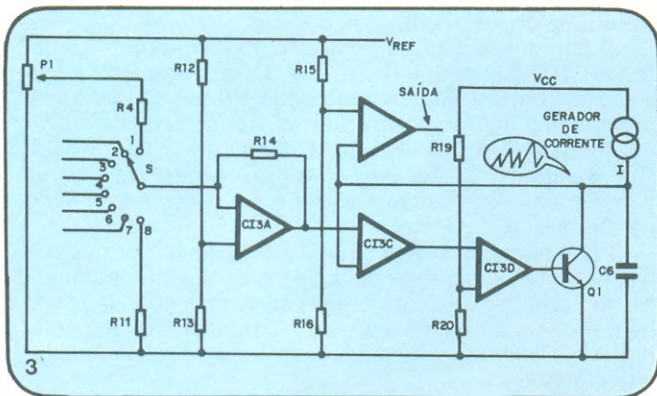 VREF
P1
R12
R15
R4
SAÍDA
VCC
GERADOR
DE
CORRENTE
I
R19
R14
1
2
S
3
4
5
6
7
8
CI3A
CI3C
CI3D
Q1
C6
R11
R13
R16
R20
3